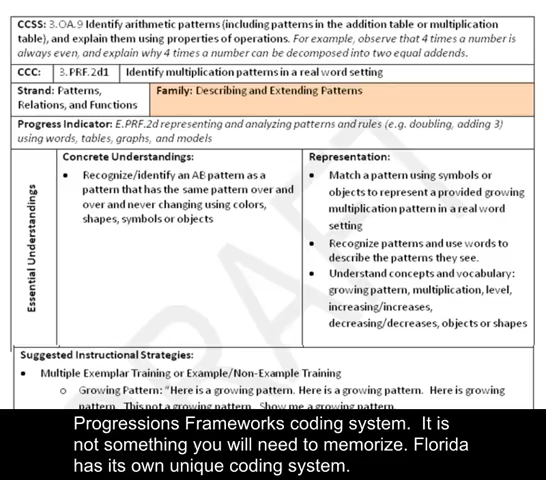 CCSS: 3.OA.9 Identify arithmetic patterns (including patterns in the addition table or multiplication
table), and explain them using properties of operations. For example, observe that 4 times a number is
always even, and explain why 4 times a number can be decomposed into two equal addends.
CCC: 3.PRF.2d1 Identify multiplication patterns in a real word setting
Strand: Patterns,
Relations, and Functions
Family: Describing and Extending Patterns
Progress Indicator: E.PRF.2d representing and analyzing patterns and rules (e.g. doubling, adding 3)
using words, tables, graphs, and models
Essential Understandings
Concrete Understandings:
• Recognize/identify an AB pattern as a
pattern that has the same pattern over and
over and never changing using colors,
shapes, symbols or objects
Representation:
• Match a pattern using symbols or
objects to represent a provided growing
multiplication pattern in a real word
setting
• Recognize patterns and use words to
describe the patterns they see.
• Understand concepts and vocabulary:
growing pattern, multiplication, level,
increasing/increases,
decreasing/decreases, objects or shapes
Suggested Instructional Strategies:
• Multiple Exemplar Training or Example/Non-Example Training
o Growing Pattern: "Here is a growing pattern. Here is a growing pattern. Here is growing
pattern. This not a growing pattern. Show me a growing pattern.
Progressions Frameworks coding system. It is
not something you will need to memorize. Florida
has its own unique coding system.
DRAFT